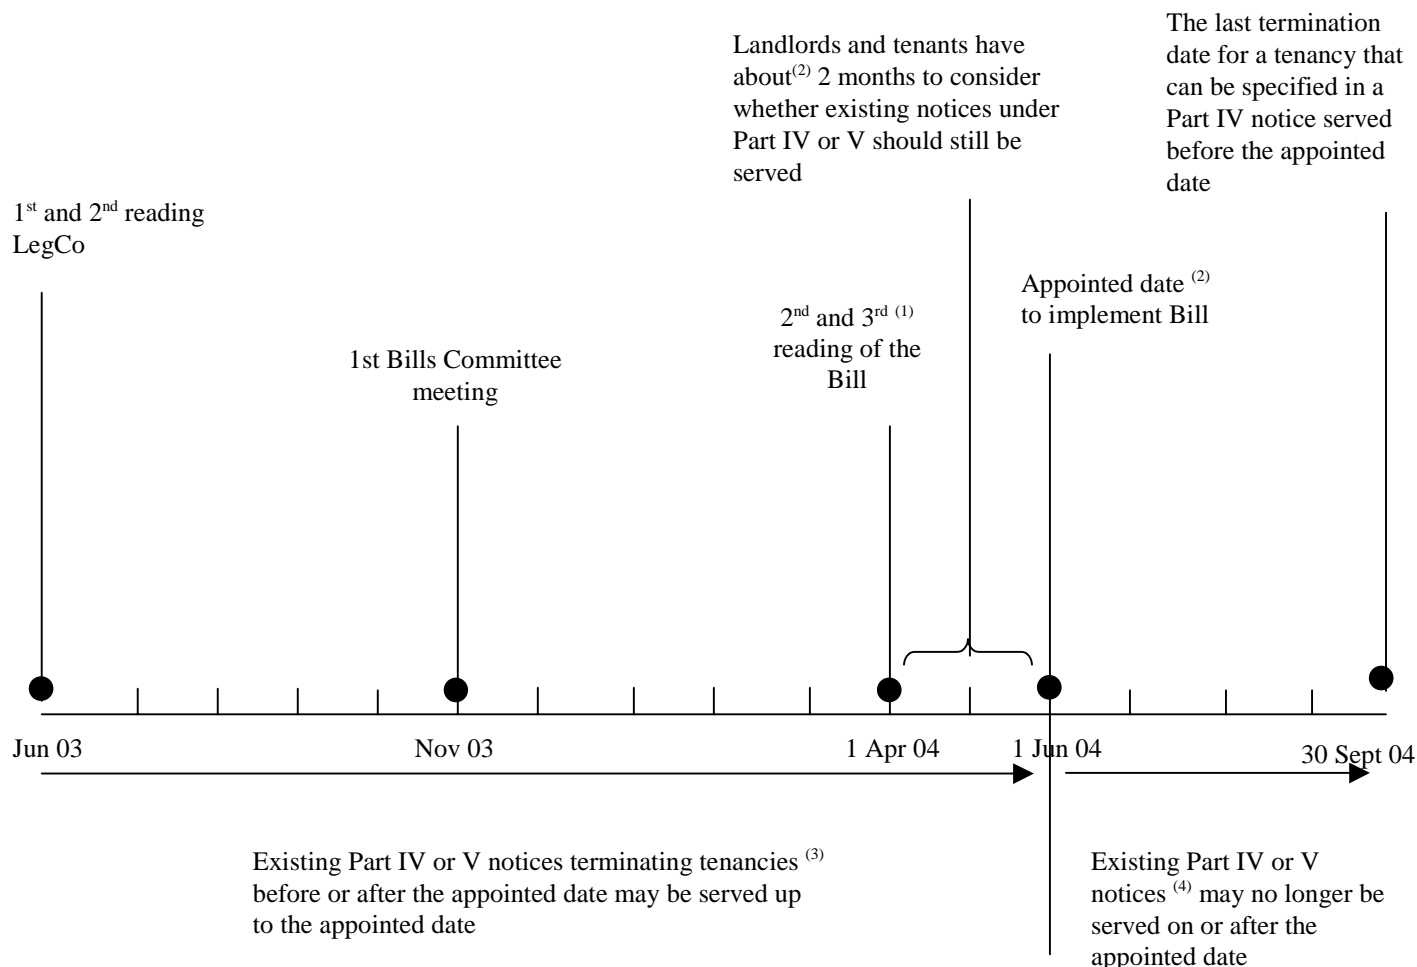 The last termination
date for a tenancy that
can be specified in a
Part IV notice served
before the appointed
date
Landlords and tenants have
about(2) 2 months to consider
whether existing notices under
Part IV or V should still be
served
1st and 2nd reading
LegCo
Appointed date (2)
to implement Bill
2nd and 3rd (1)
reading of the
Bill
1st Bills Committee
meeting
Jun 03
Nov 03
1 Apr 04
1 Jun 04
30 Sept 04
Existing Part IV or V notices terminating tenancies (3)
before or after the appointed date may be served up
to the appointed date
Existing Part IV or V
notices (4) may no longer be
served on or after the
appointed date